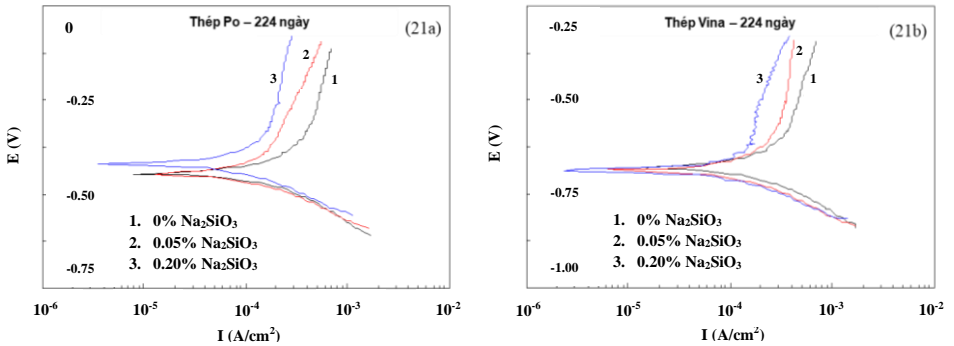 Thép Po – 224 ngày
(21a)
0
-0.25
-0.50
-0.75
E (V)
3
2
1
1. 0% Na₂SiO₃
2. 0.05% Na₂SiO₃
3. 0.20% Na₂SiO₃
10⁻⁶ 10⁻⁵ 10⁻⁴ 10⁻³ 10⁻²
I (A/cm²)
Thép Vina – 224 ngày
(21b)
-0.25
-0.50
-0.75
-1.00
E (V)
3
2
1
1. 0% Na₂SiO₃
2. 0.05% Na₂SiO₃
3. 0.20% Na₂SiO₃
10⁻⁶ 10⁻⁵ 10⁻⁴ 10⁻³ 10⁻²
I (A/cm²)